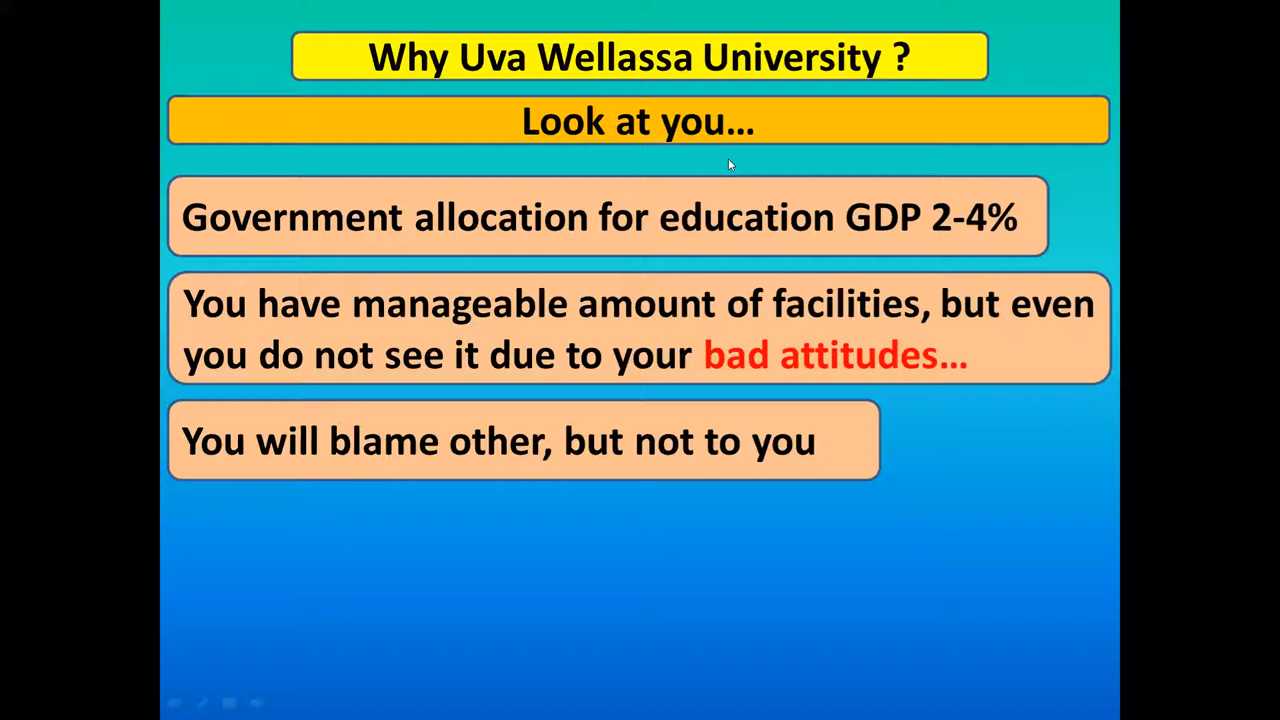 Why Uva Wellassa University ?
Look at you…
Government allocation for education GDP 2-4%
You have manageable amount of facilities, but even
you do not see it due to your bad attitudes…
You will blame other, but not to you